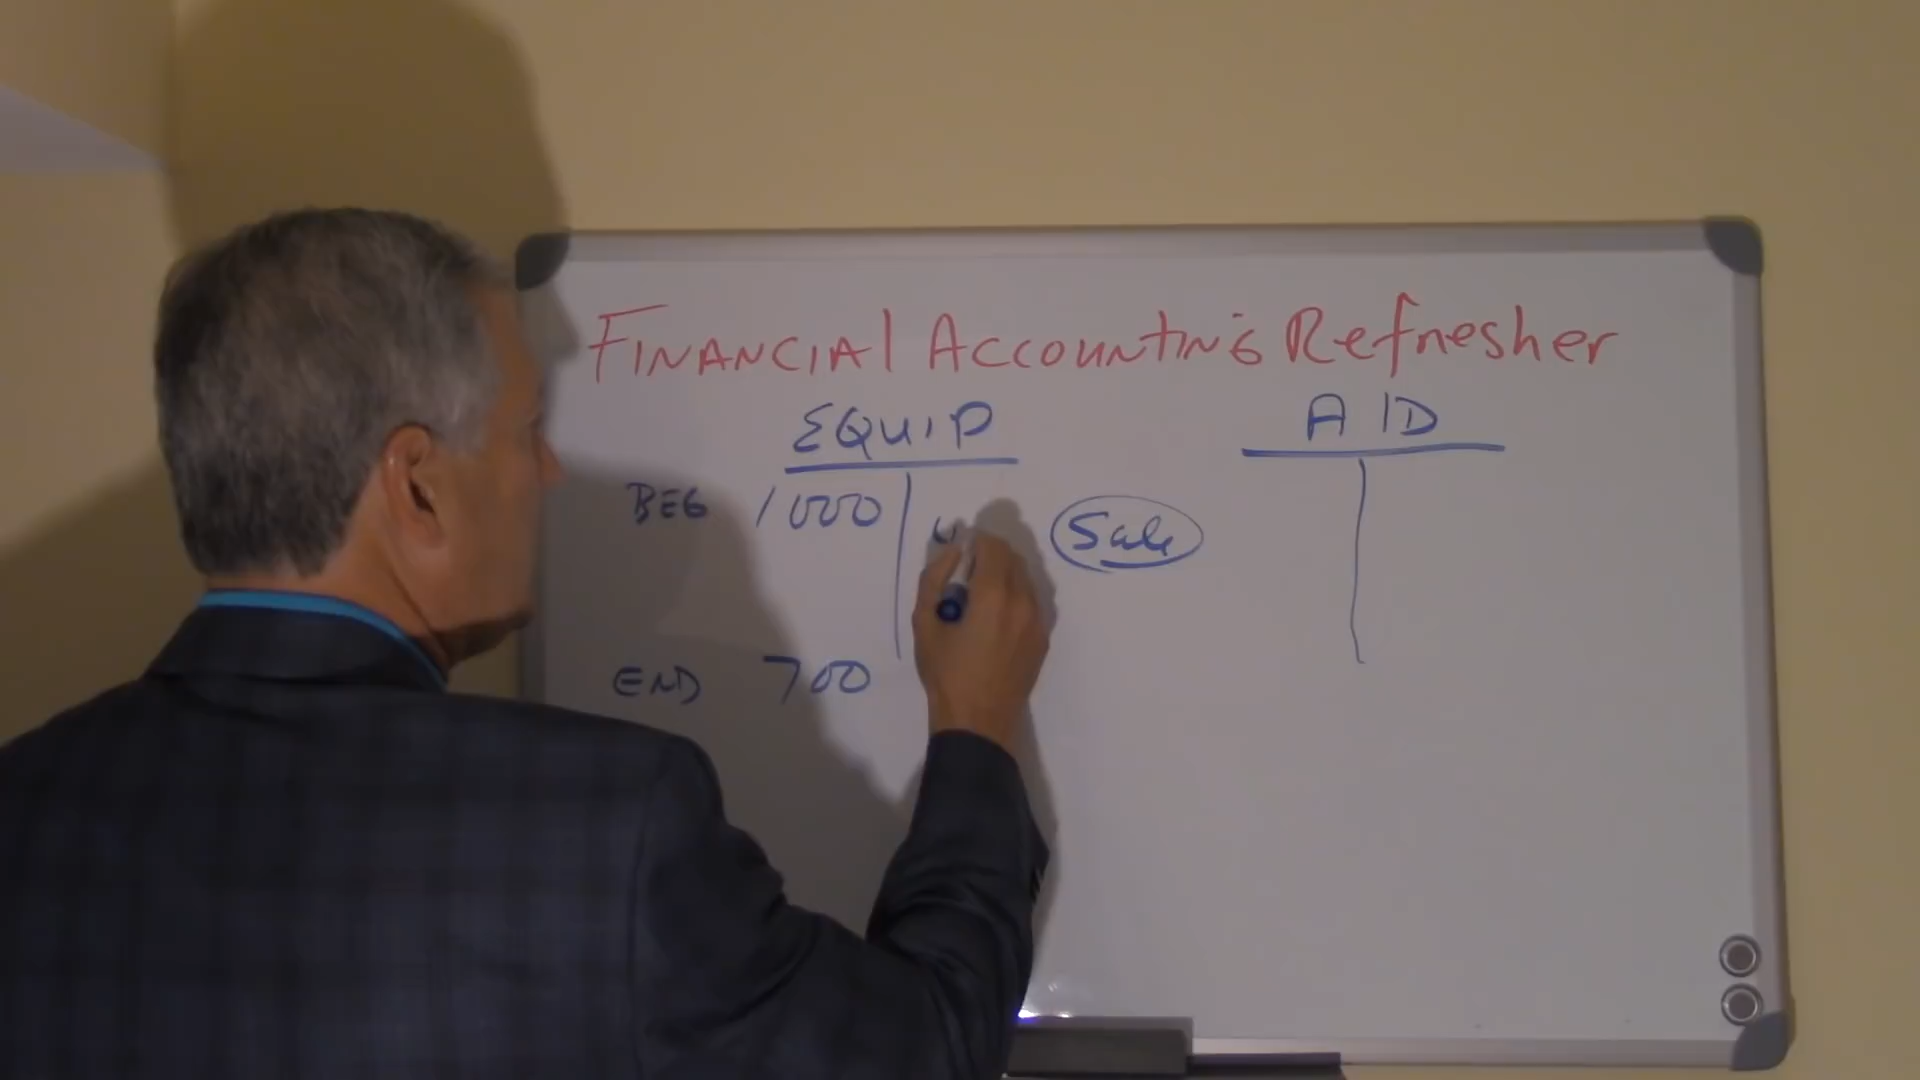 FINANCIAL ACCOUNTING Refresher
EQUIP
A/D
BEG 1000
Sale
END 700